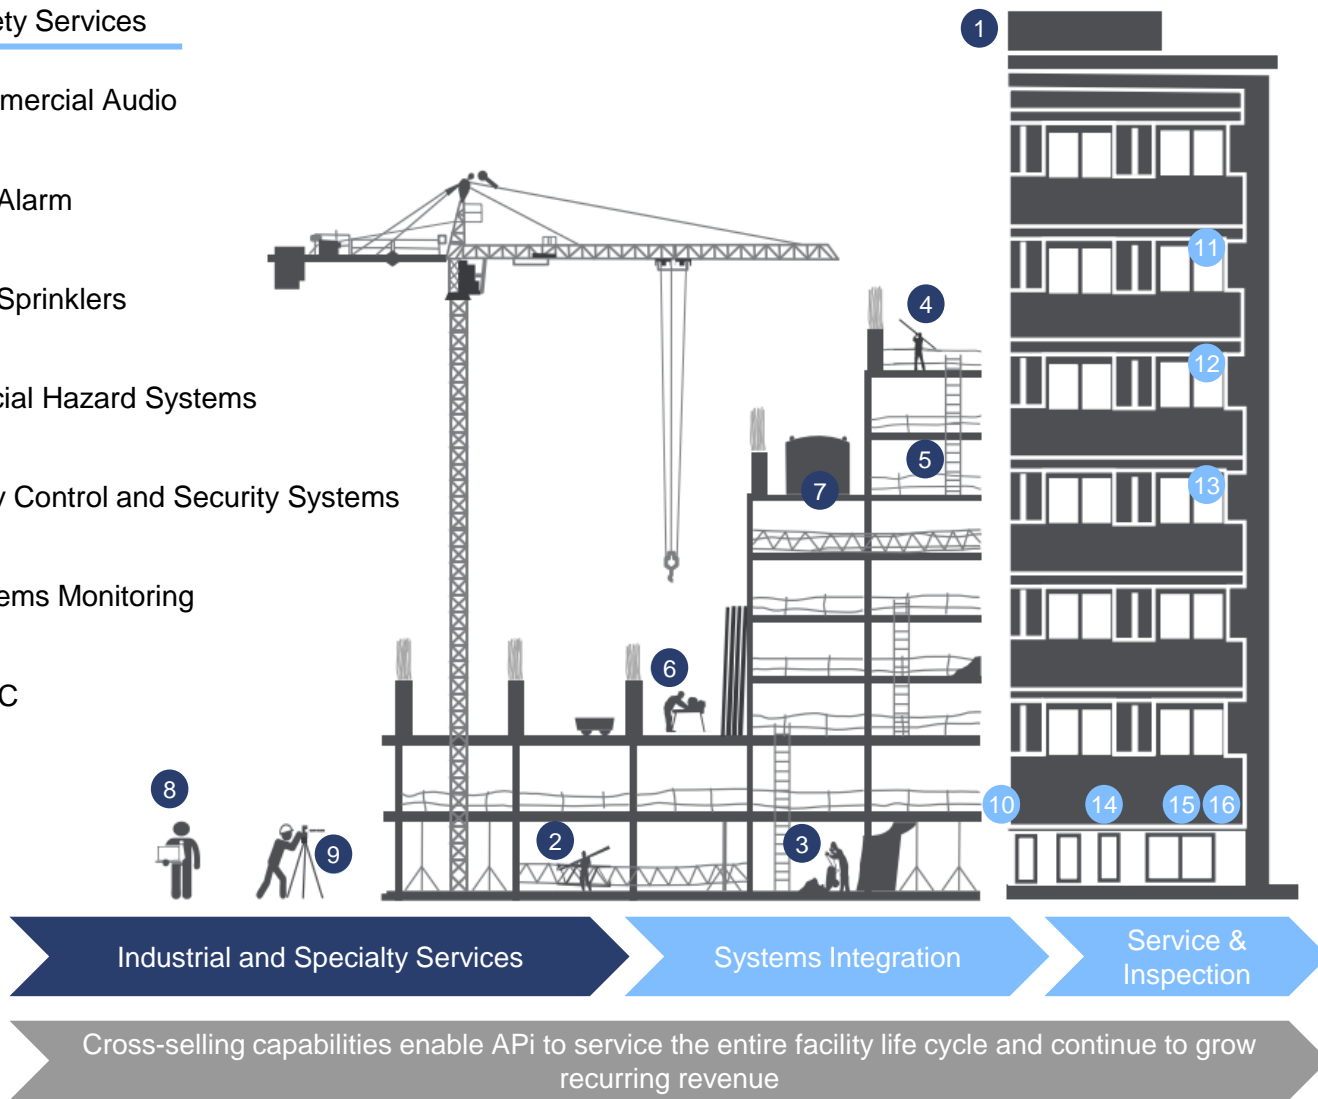 ety Services
mercial Audio
Alarm
Sprinklers
cial Hazard Systems
y Control and Security Systems
ems Monitoring
C
1
11
4
12
5
13
7
6
8
10
14
15
16
2
3
9
Industrial and Specialty Services
Systems Integration
Service &
Inspection
Cross-selling capabilities enable APi to service the entire facility life cycle and continue to grow
recurring revenue